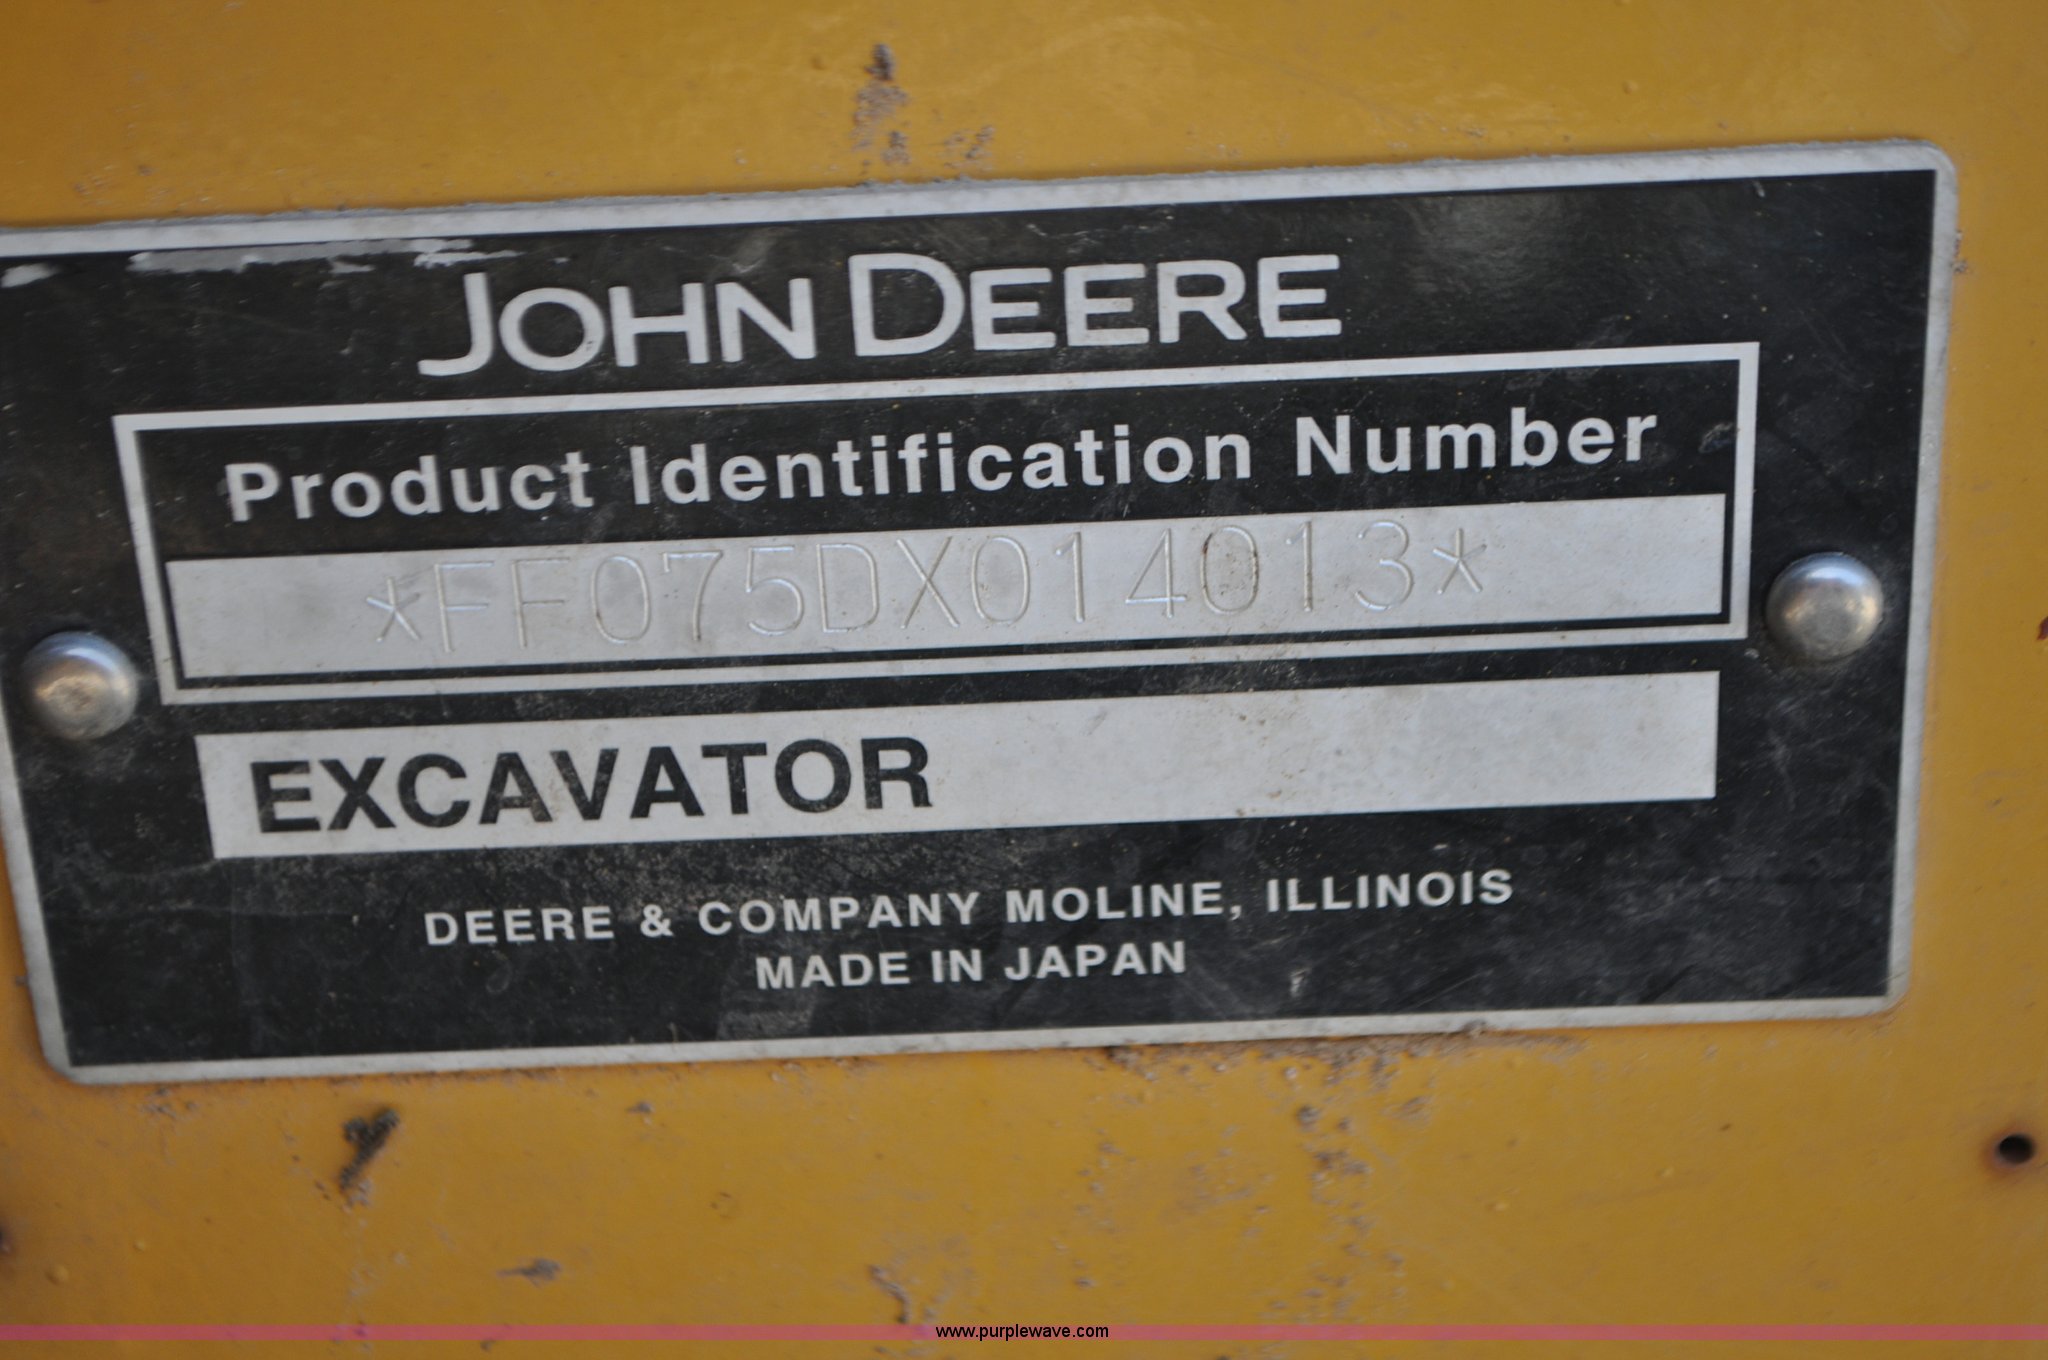 JOHN DEERE
Product Identification Number
*FF075DX014013*
EXCAVATOR
DEERE & COMPANY MOLINE, ILLINOIS
MADE IN JAPAN
www.purplewave.com